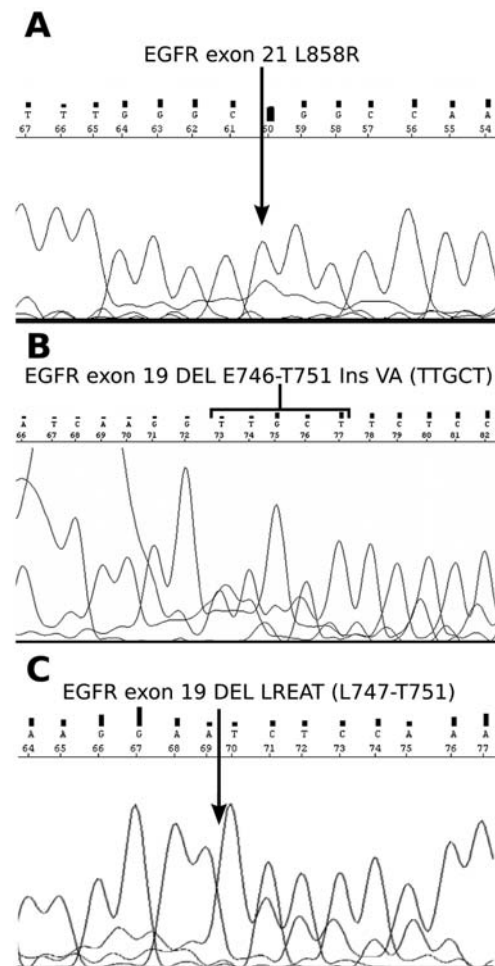 A
EGFR exon 21 L858R
T T T G G G C G G C C A A
67 66 65 64 63 62 61 60 59 58 57 56 55 54
B
EGFR exon 19 DEL E746-T751 Ins VA (TTGCT)
A T C A A G G T T G C T T C T C C
66 67 68 69 70 71 72 73 74 75 76 77 78 79 80 81 82
C
EGFR exon 19 DEL LREAT (L747-T751)
A A G G A A T C T C C A A A
64 65 66 67 68 69 70 71 72 73 74 75 76 77